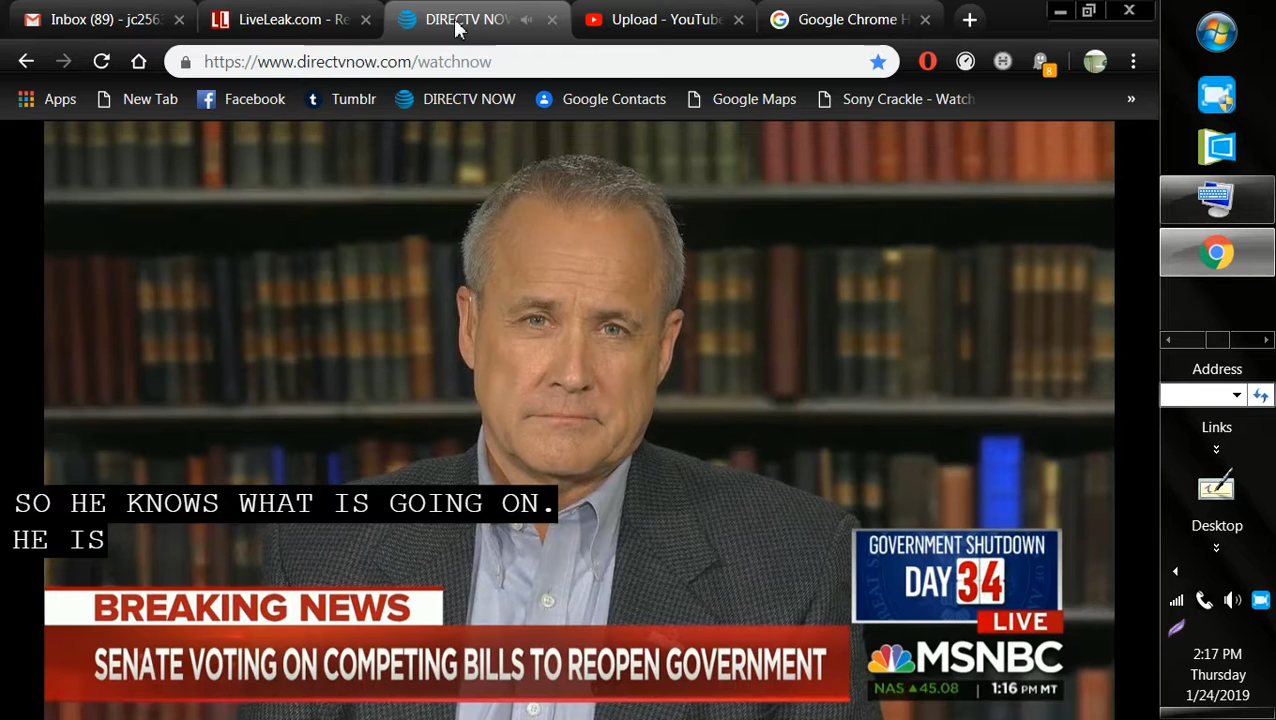 Inbox (89) - jc256
LiveLeak.com - Re
DIRECTV NOW
Upload - YouTube
Google Chrome H
https://www.directvnow.com/watchnow
8
Apps
New Tab
Facebook
Tumblr
DIRECTV NOW
Google Contacts
Google Maps
Sony Crackle - Watch
»
Address
Links
Desktop
2:17 PM
Thursday
1/24/2019
SO HE KNOWS WHAT IS GOING ON.
HE IS
GOVERNMENT SHUTDOWN
DAY 34
LIVE
BREAKING NEWS
SENATE VOTING ON COMPETING BILLS TO REOPEN GOVERNMENT
MSNBC
NAS ▲45.08 1:16 PM MT